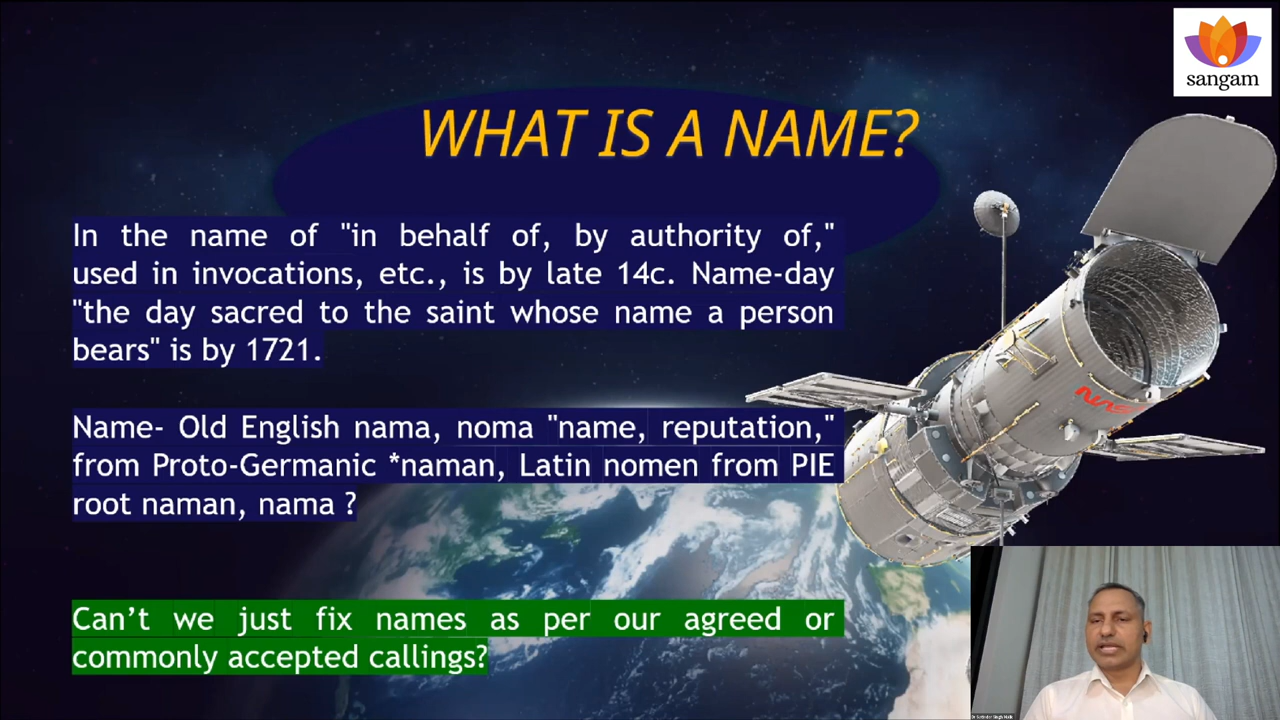 sangam
WHAT IS A NAME?
In the name of "in behalf of, by authority of,"
used in invocations, etc., is by late 14c. Name-day
"the day sacred to the saint whose name a person
bears" is by 1721.
Name- Old English nama, noma "name, reputation,"
from Proto-Germanic *naman, Latin nomen from PIE
root naman, nama ?
NASA
Can’t we just fix names as per our agreed or
commonly accepted callings?